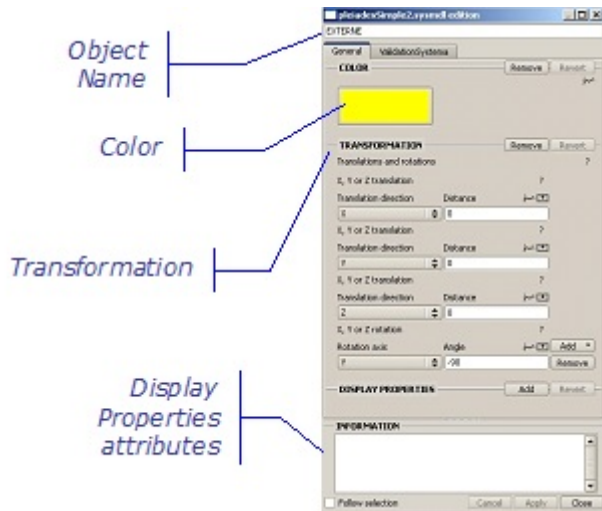 pleiadesSimple2.sysmdl edition
EXTERNE
General ValidationSystema
COLOR Remove Revert
TRANSFORMATION Remove Revert
Translations and rotations ?
X, Y or Z translation ?
Translation direction Distance
X 0
X, Y or Z translation ?
Translation direction Distance
Y 0
X, Y or Z translation ?
Translation direction Distance
Z 0
X, Y or Z rotation ?
Rotation axis Angle Add
Y -90 Remove
DISPLAY PROPERTIES Add Revert
INFORMATION
Follow selection Cancel Apply Close
Object
Name
Color
Transformation
Display
Properties
attributes